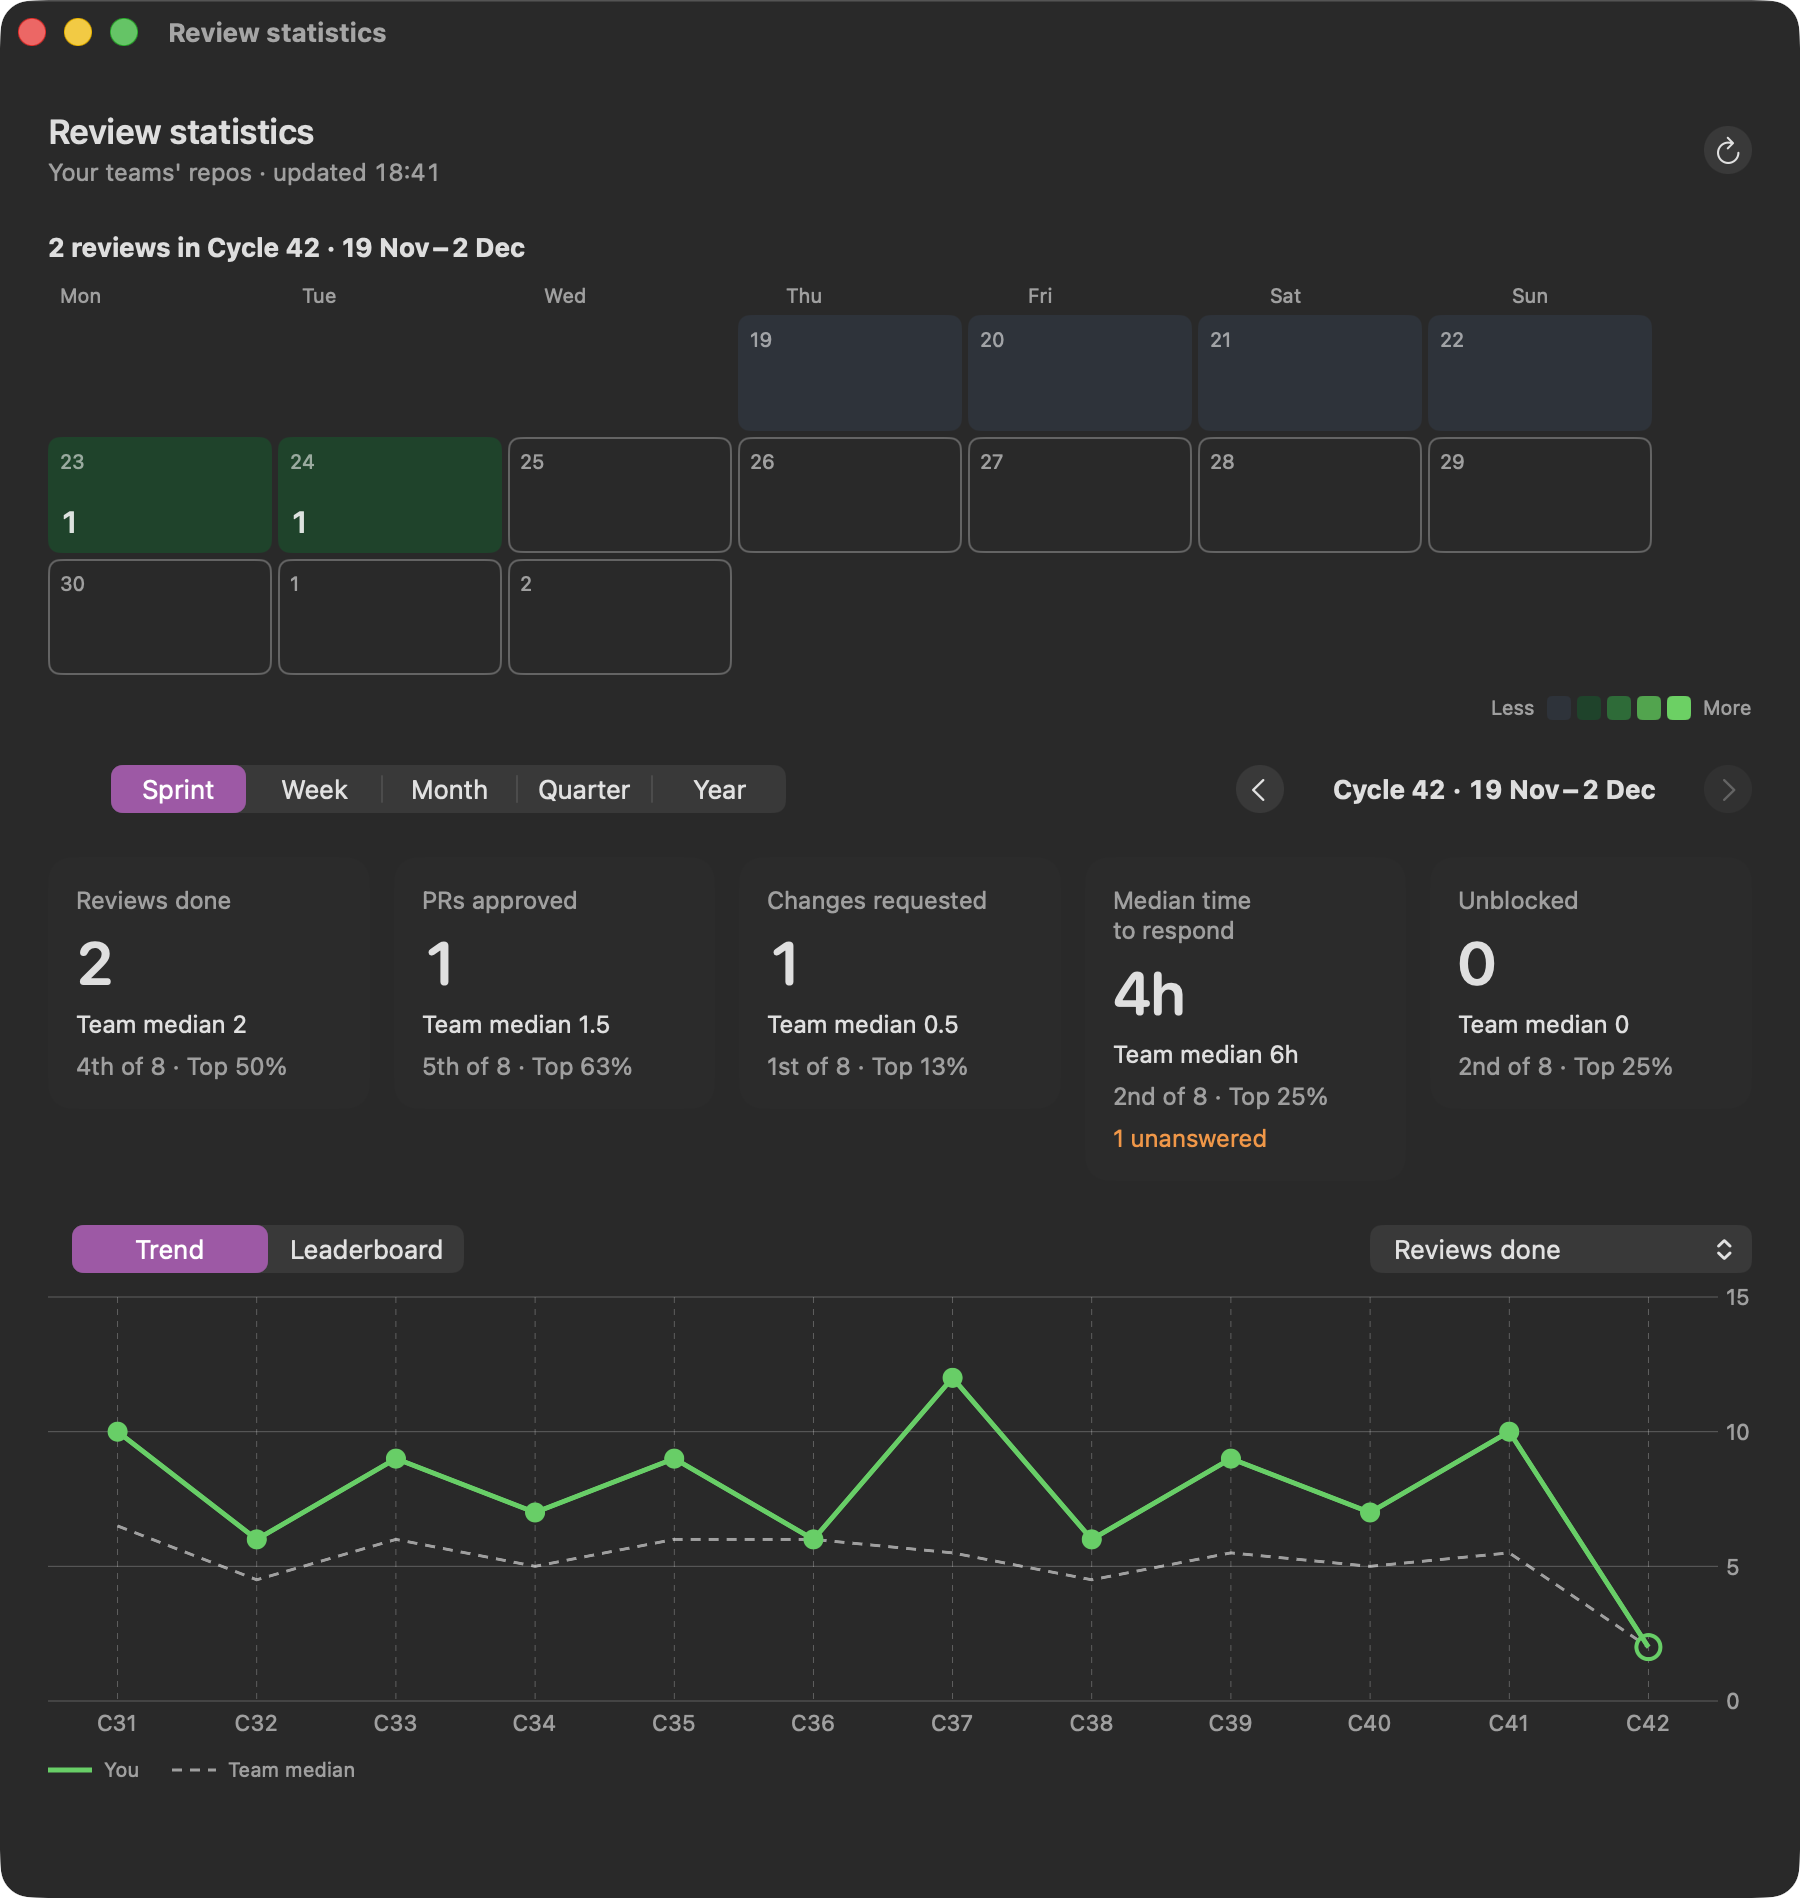 Review statistics
Review statistics
Your teams' repos · updated 18:41
2 reviews in Cycle 42 · 19 Nov – 2 Dec
Mon Tue Wed Thu Fri Sat Sun
19 20 21 22
23 24 25 26 27 28 29
1 1
30 1 2
Less More
Sprint Week Month Quarter Year
Cycle 42 · 19 Nov – 2 Dec
Reviews done
2
Team median 2
4th of 8 · Top 50%
PRs approved
1
Team median 1.5
5th of 8 · Top 63%
Changes requested
1
Team median 0.5
1st of 8 · Top 13%
Median time
to respond
4h
Team median 6h
2nd of 8 · Top 25%
1 unanswered
Unblocked
0
Team median 0
2nd of 8 · Top 25%
Trend Leaderboard
Reviews done
15
10
5
0
C31 C32 C33 C34 C35 C36 C37 C38 C39 C40 C41 C42
You Team median